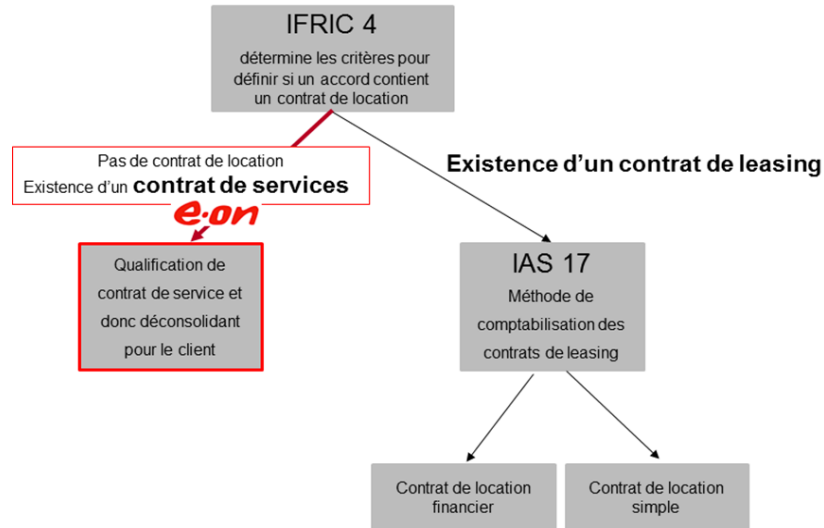 IFRIC 4
détermine les critères pour
définir si un accord contient
un contrat de location
Pas de contrat de location
Existence d'un contrat de services
e·on
Existence d'un contrat de leasing
Qualification de
contrat de service et
donc déconsolidant
pour le client
IAS 17
Méthode de
comptabilisation des
contrats de leasing
Contrat de location
financier
Contrat de location
simple